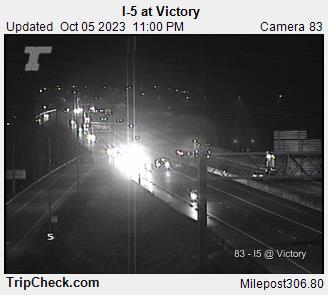 I-5 at Victory
Updated Oct 05 2023 11:00 PM Camera 83
T
S
83 - I5 @ Victory
TripCheck.com Milepost306.80